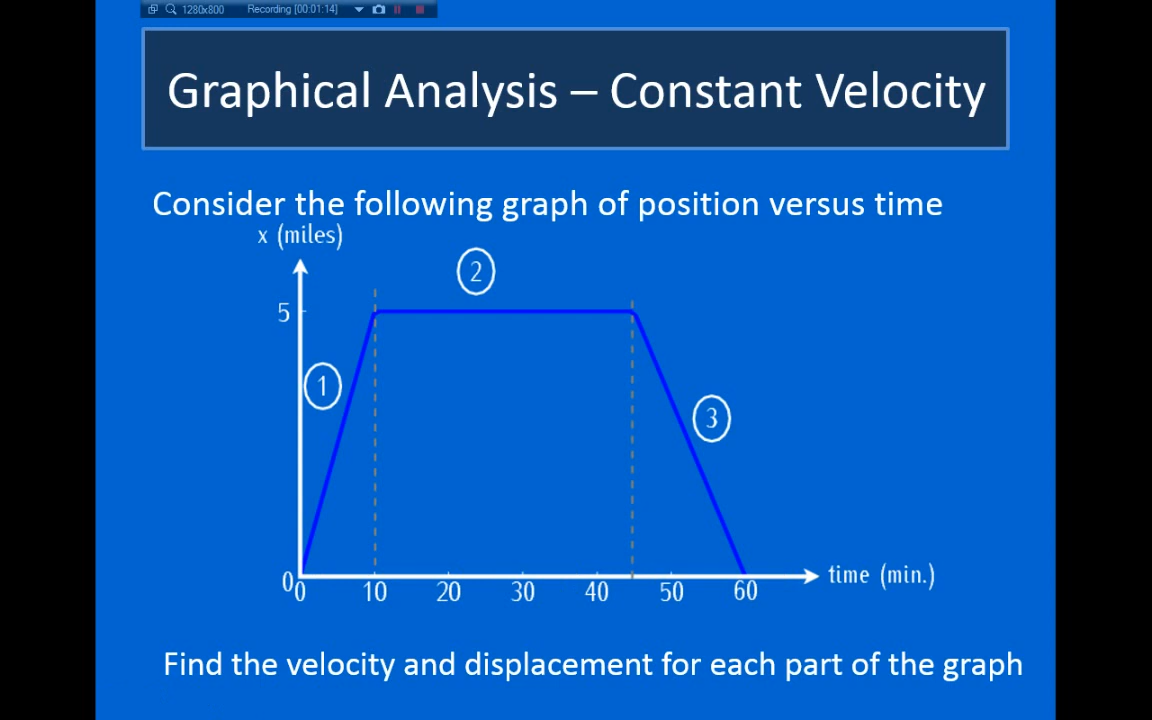 1280x800 Recording [00:01:14]
Graphical Analysis – Constant Velocity
Consider the following graph of position versus time
x (miles)
2
5
1
3
0
0 10 20 30 40 50 60
time (min.)
Find the velocity and displacement for each part of the graph